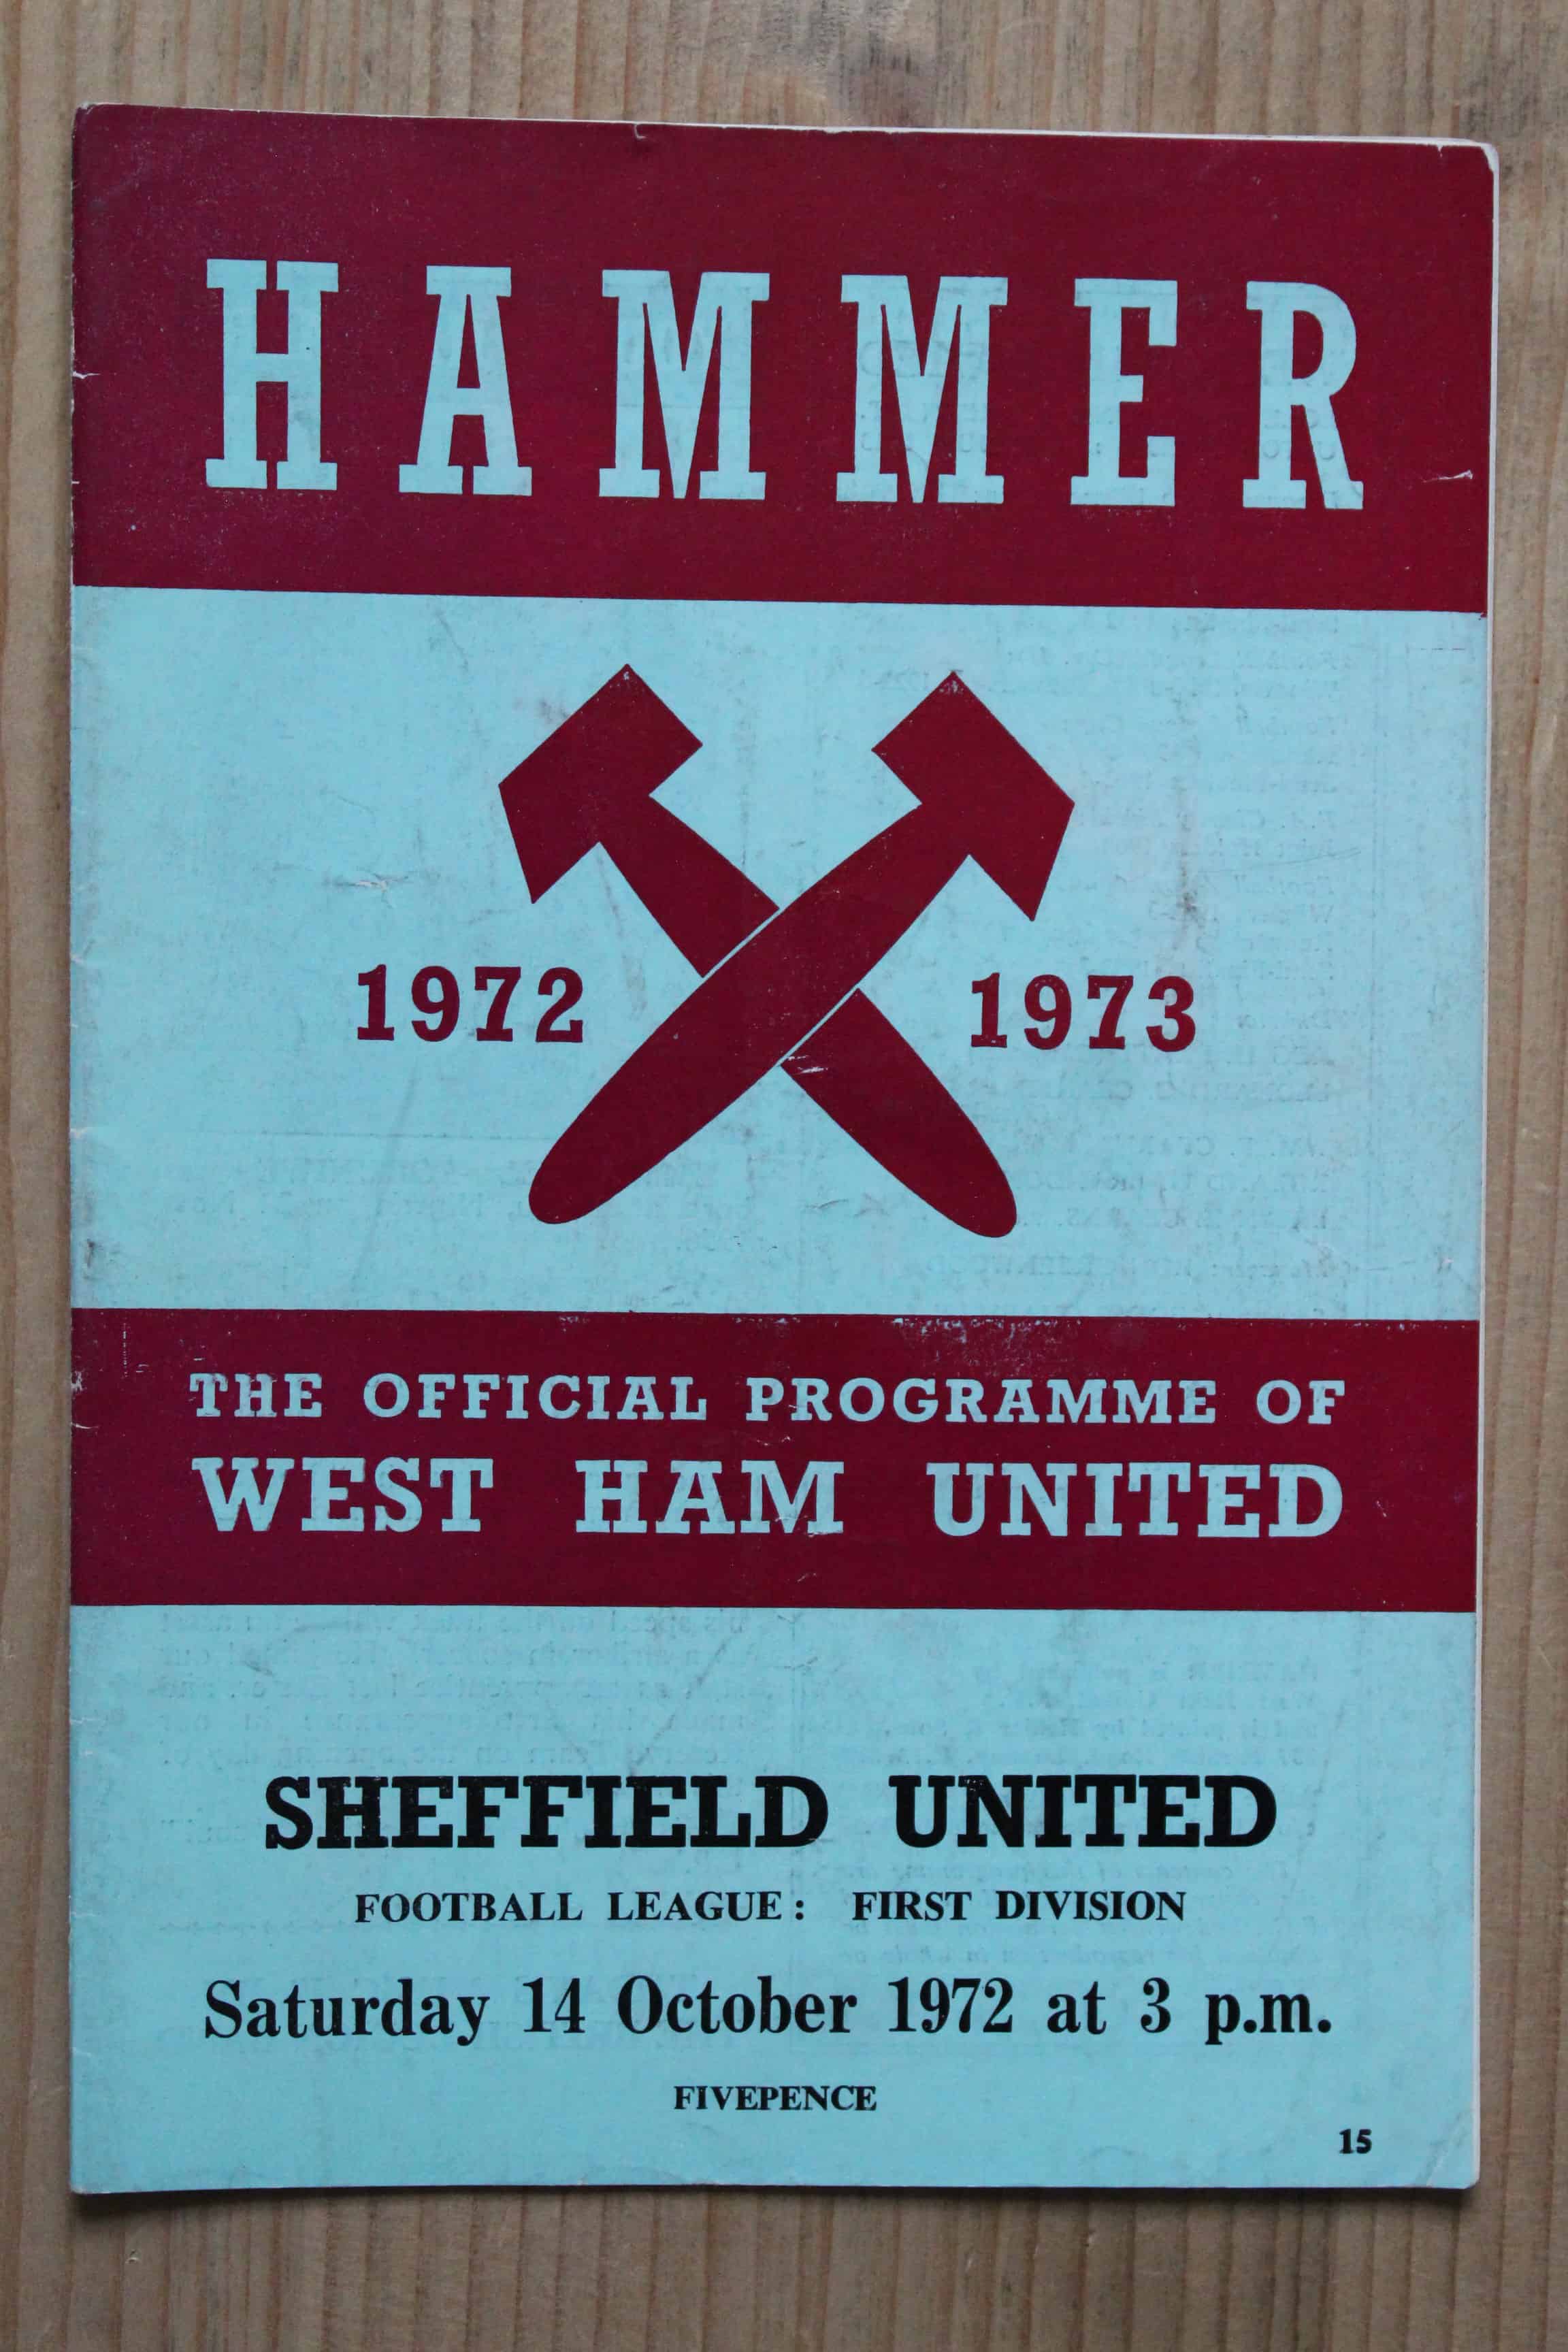 HAMMER
1972 1973
THE OFFICIAL PROGRAMME OF
WEST HAM UNITED
SHEFFIELD UNITED
FOOTBALL LEAGUE: FIRST DIVISION
Saturday 14 October 1972 at 3 p.m.
FIVEPENCE
15